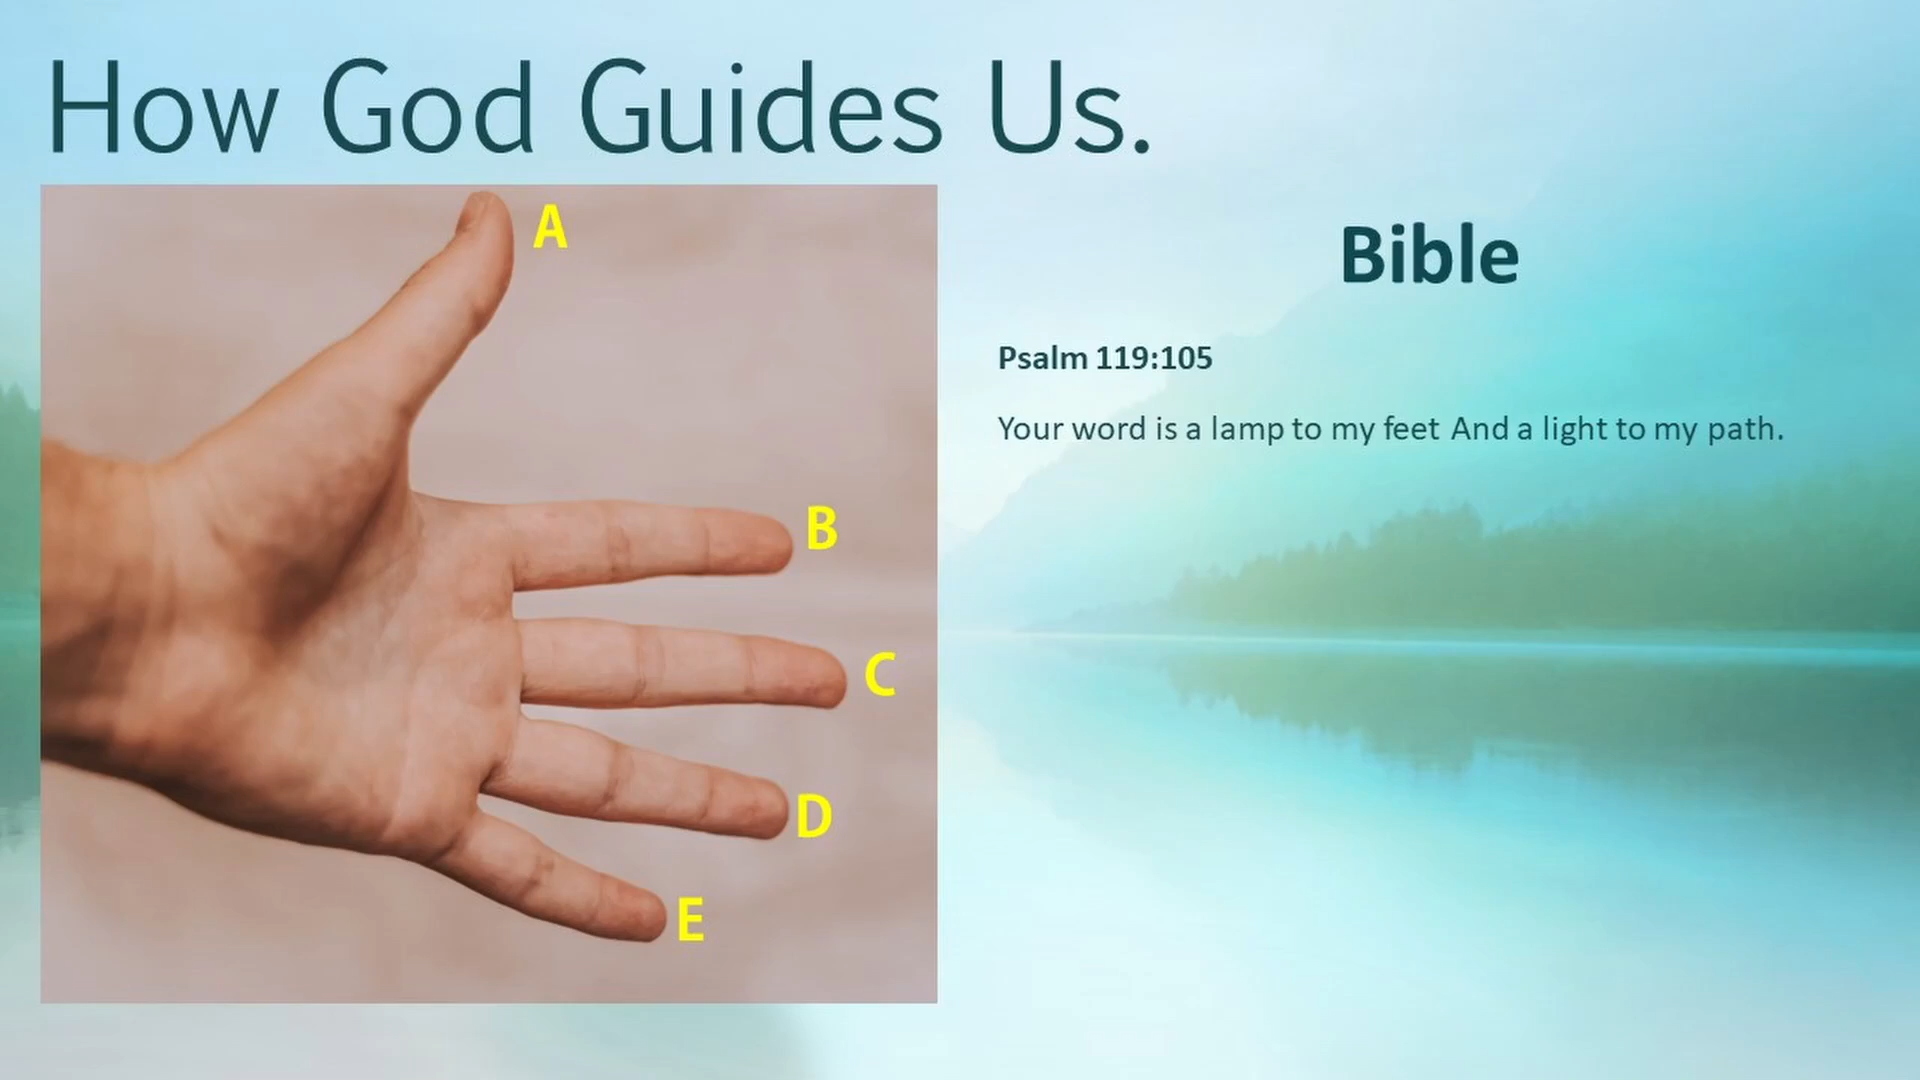 How God Guides Us.
A
B
C
D
E
Bible
Psalm 119:105
Your word is a lamp to my feet And a light to my path.